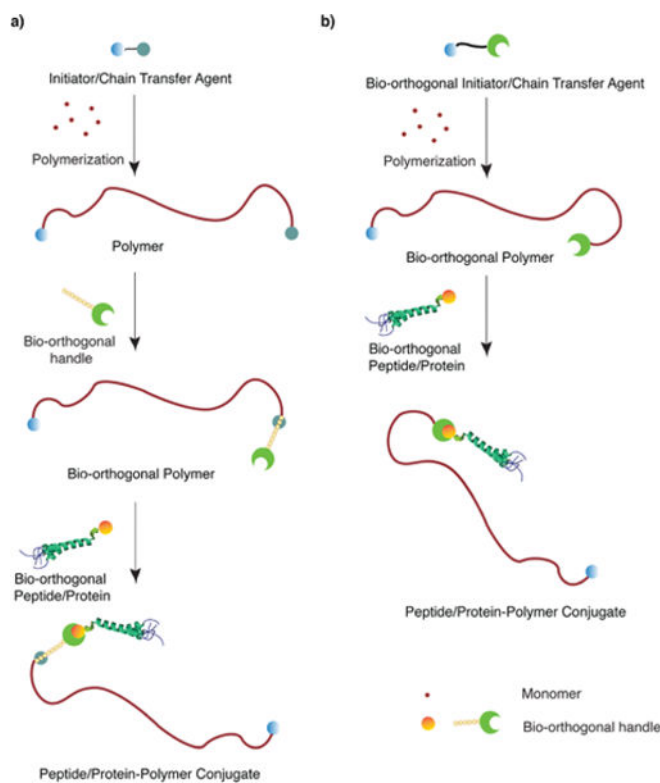 a)
Initiator/Chain Transfer Agent
Polymerization
Polymer
Bio-orthogonal
handle
Bio-orthogonal Polymer
Bio-orthogonal
Peptide/Protein
Peptide/Protein-Polymer Conjugate
b)
Bio-orthogonal Initiator/Chain Transfer Agent
Polymerization
Bio-orthogonal Polymer
Bio-orthogonal
Peptide/Protein
Peptide/Protein-Polymer Conjugate
Monomer
Bio-orthogonal handle